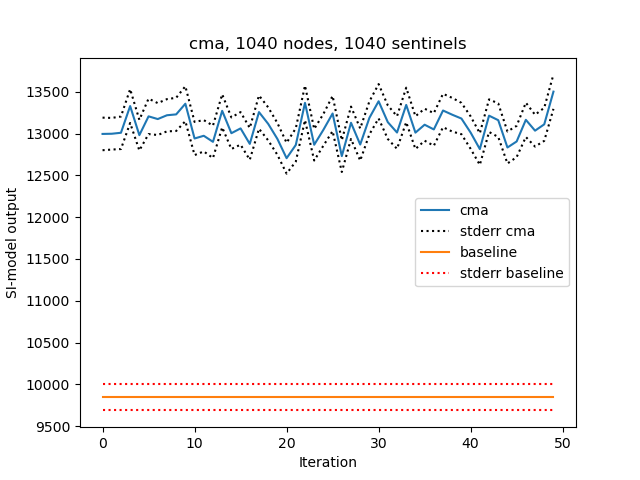 cma, 1040 nodes, 1040 sentinels
13500
13000
12500
12000
11500
11000
10500
10000
9500
SI-model output
cma
stderr cma
baseline
stderr baseline
0
10
20
30
40
50
Iteration